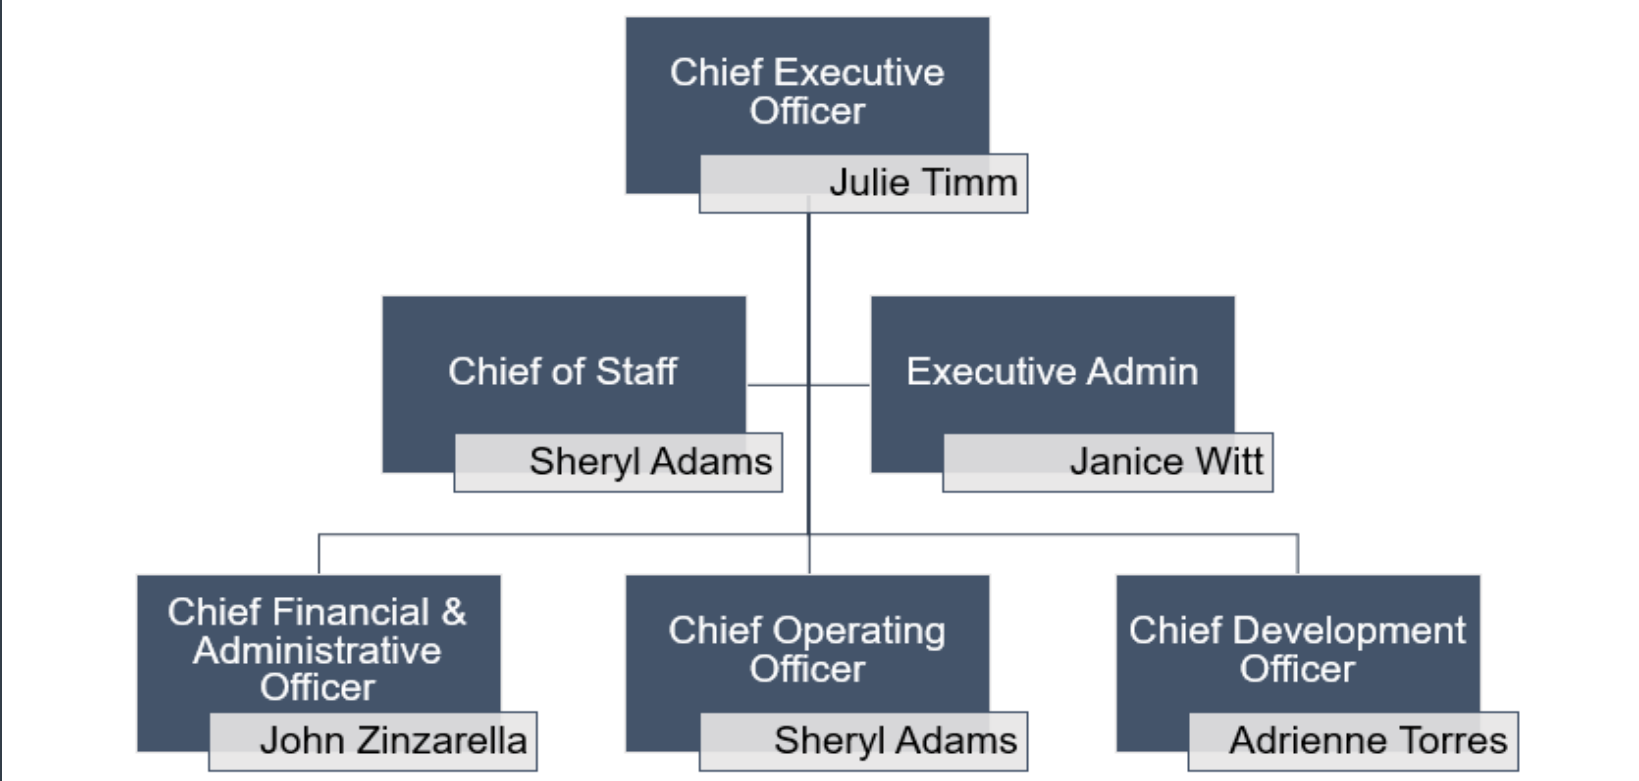 Chief Executive
Officer
Julie Timm
Chief of Staff
Sheryl Adams
Executive Admin
Janice Witt
Chief Financial &
Administrative
Officer
John Zinzarella
Chief Operating
Officer
Sheryl Adams
Chief Development
Officer
Adrienne Torres